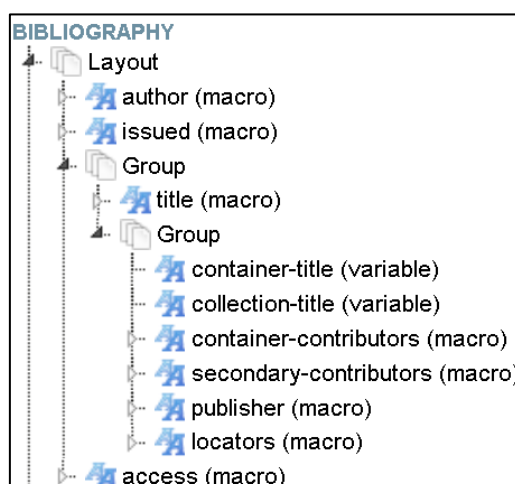 BIBLIOGRAPHY
Layout
author (macro)
issued (macro)
Group
title (macro)
Group
container-title (variable)
collection-title (variable)
container-contributors (macro)
secondary-contributors (macro)
publisher (macro)
locators (macro)
access (macro)